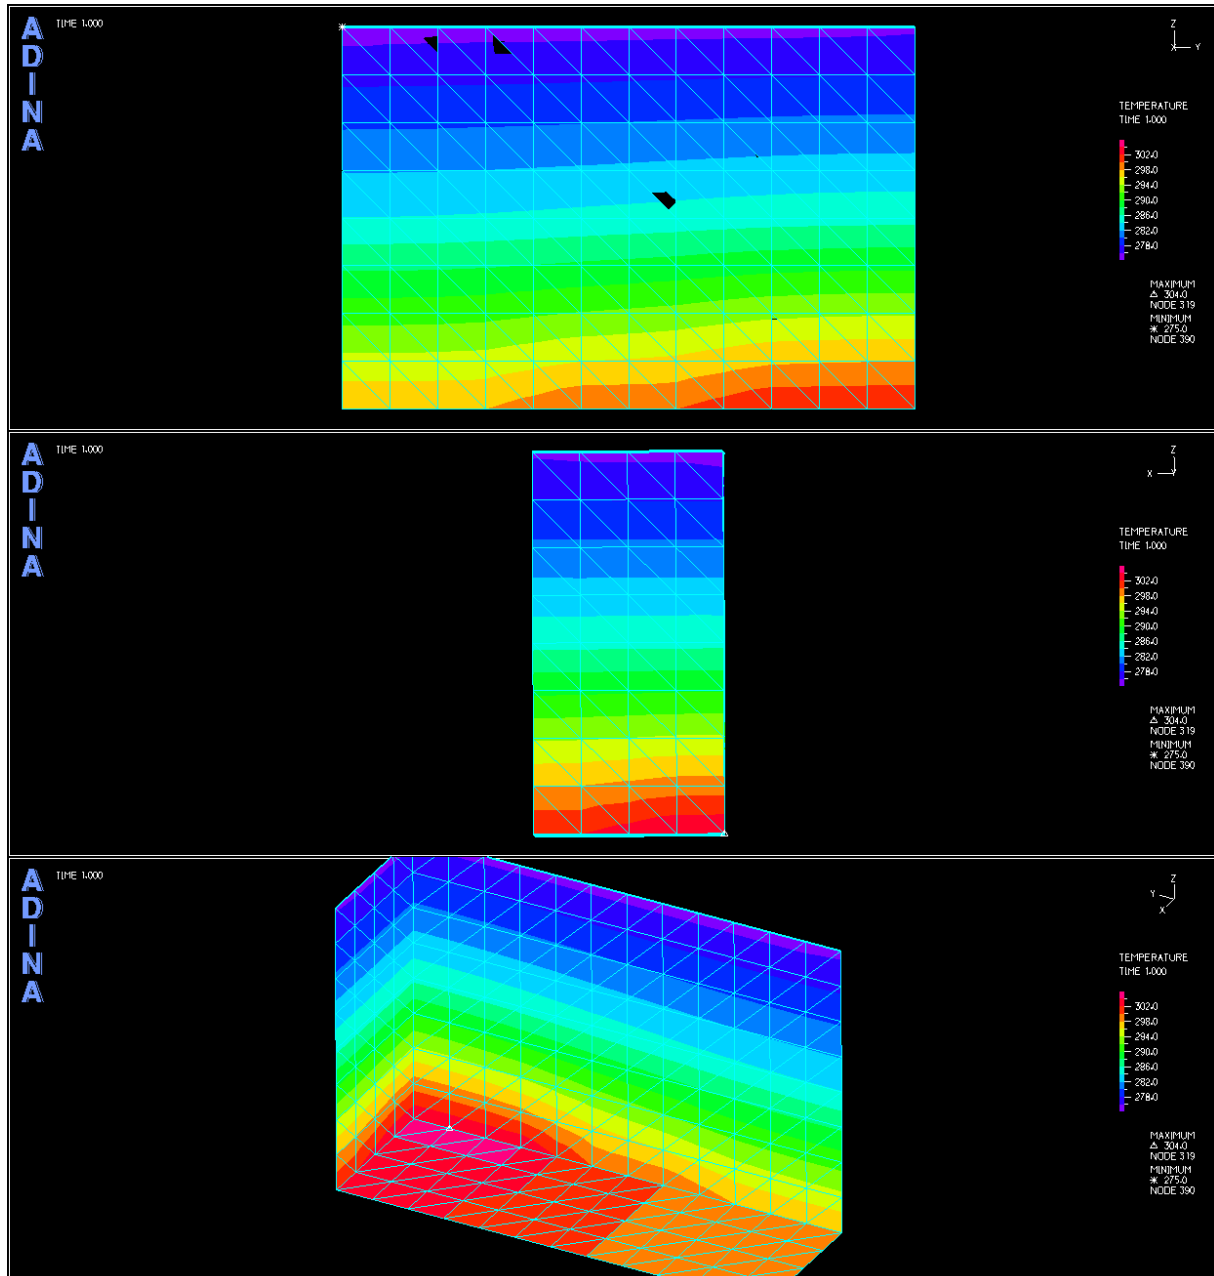 ADINA
TIME 1.000
Z
X
Y
TEMPERATURE
TIME 1.000
302.0
298.0
294.0
290.0
286.0
282.0
278.0
MAXIMUM
△ 304.0
NODE 319
MINIMUM
* 275.0
NODE 390
ADINA
TIME 1.000
Z
X
Y
TEMPERATURE
TIME 1.000
302.0
298.0
294.0
290.0
286.0
282.0
278.0
MAXIMUM
△ 304.0
NODE 319
MINIMUM
* 275.0
NODE 390
ADINA
TIME 1.000
Z
Y
X
TEMPERATURE
TIME 1.000
302.0
298.0
294.0
290.0
286.0
282.0
278.0
MAXIMUM
△ 304.0
NODE 319
MINIMUM
* 275.0
NODE 390